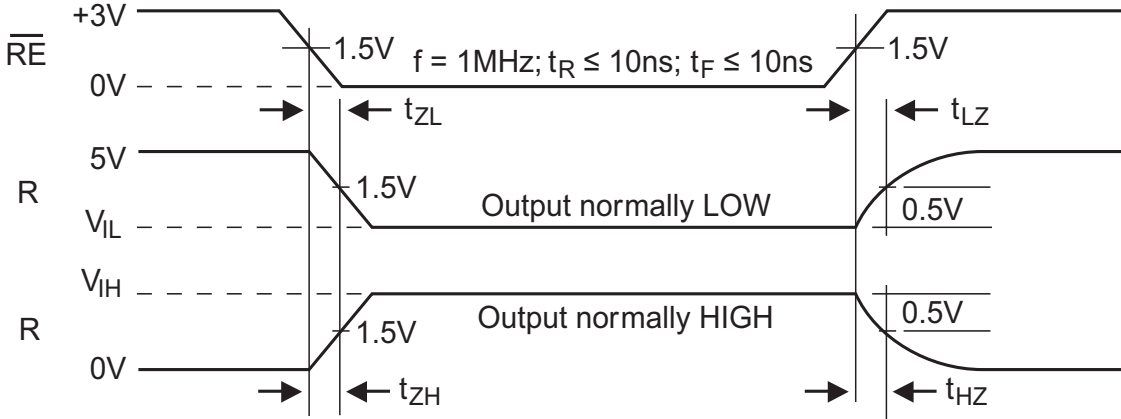 +3V
RE
1.5V
f = 1MHz; tR ≤ 10ns; tF ≤ 10ns
1.5V
0V
tZL
tLZ
5V
R
1.5V
Output normally LOW
0.5V
VIL
VIH
R
1.5V
Output normally HIGH
0.5V
0V
tZH
tHZ